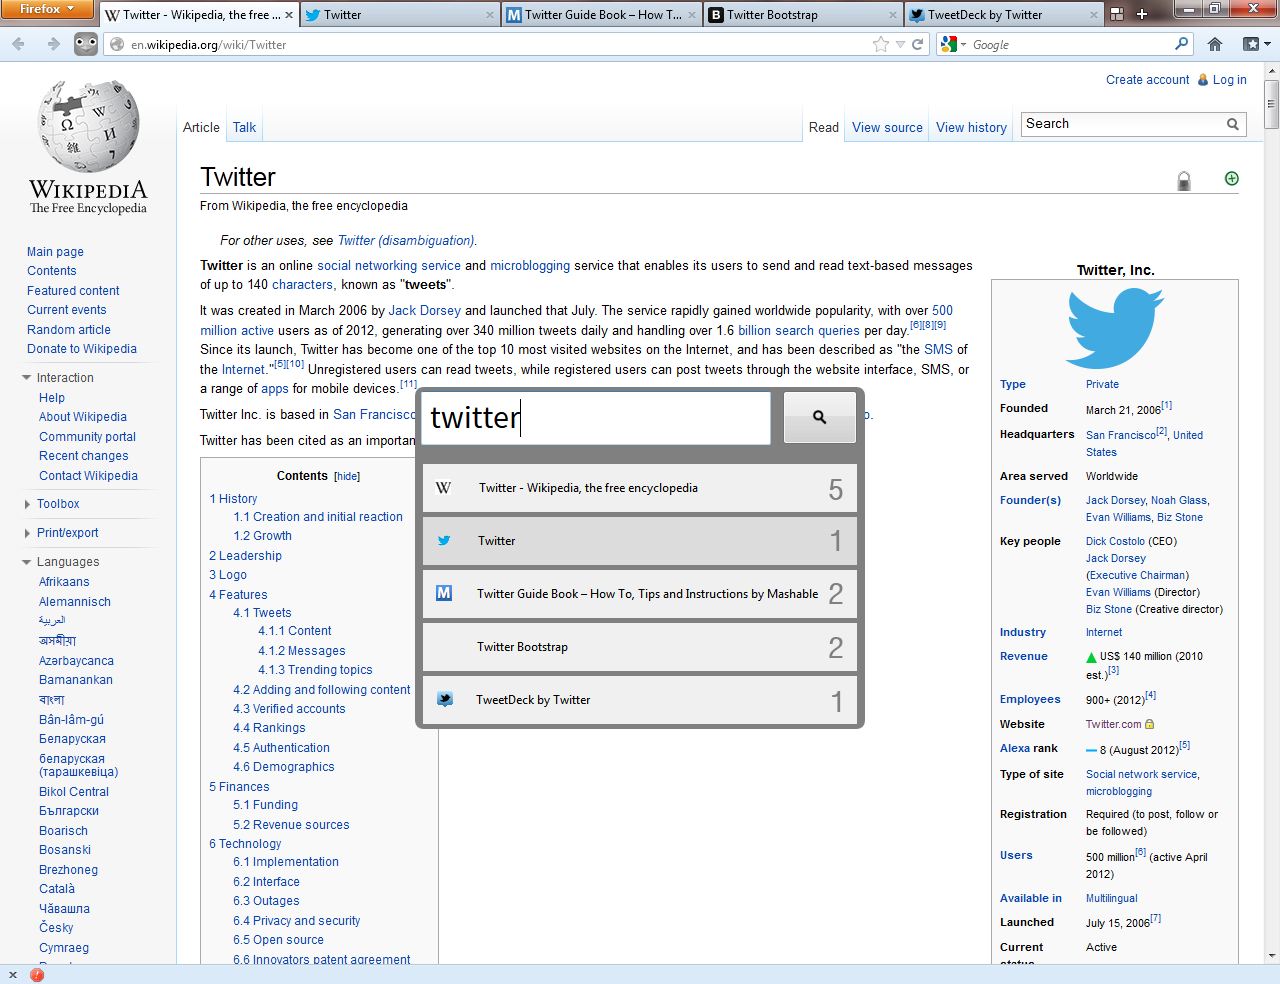 Firefox
Twitter - Wikipedia, the free ...
Twitter
Twitter Guide Book – How T...
Twitter Bootstrap
TweetDeck by Twitter
en.wikipedia.org/wiki/Twitter
Google
Create account
Log in
Article
Talk
Read
View source
View history
Search
WIKIPEDIA
The Free Encyclopedia
Main page
Contents
Featured content
Current events
Random article
Donate to Wikipedia
Interaction
Help
About Wikipedia
Community portal
Recent changes
Contact Wikipedia
Toolbox
Print/export
Languages
Afrikaans
Alemannisch
العربية
অসমীয়া
Azərbaycanca
Bamanankan
বাংলা
Bân-lâm-gú
Беларуская
беларуская
(тарашкевіца)
Bikol Central
Български
Boarisch
Bosanski
Brezhoneg
Català
Чӑвашла
Česky
Cymraeg
Twitter
From Wikipedia, the free encyclopedia
For other uses, see Twitter (disambiguation).
Twitter is an online social networking service and microblogging service that enables its users to send and read text-based messages
of up to 140 characters, known as "tweets".
It was created in March 2006 by Jack Dorsey and launched that July. The service rapidly gained worldwide popularity, with over 500
million active users as of 2012, generating over 340 million tweets daily and handling over 1.6 billion search queries per day.[6][8][9]
Since its launch, Twitter has become one of the top 10 most visited websites on the Internet, and has been described as "the SMS of
the Internet."[5][10] Unregistered users can read tweets, while registered users can post tweets through the website interface, SMS, or
a range of apps for mobile devices.[11]
Twitter Inc. is based in San Francisco
Twitter has been cited as an importan
twitter
Twitter - Wikipedia, the free encyclopedia 5
Twitter 1
Twitter Guide Book – How To, Tips and Instructions by Mashable 2
Twitter Bootstrap 2
TweetDeck by Twitter 1
Contents [hide]
1 History
1.1 Creation and initial reaction
1.2 Growth
2 Leadership
3 Logo
4 Features
4.1 Tweets
4.1.1 Content
4.1.2 Messages
4.1.3 Trending topics
4.2 Adding and following content
4.3 Verified accounts
4.4 Rankings
4.5 Authentication
4.6 Demographics
5 Finances
5.1 Funding
5.2 Revenue sources
6 Technology
6.1 Implementation
6.2 Interface
6.3 Outages
6.4 Privacy and security
6.5 Open source
6.6 Innovators patent agreement
Twitter, Inc.
Type Private
Founded March 21, 2006[1]
Headquarters San Francisco[2], United
States
Area served Worldwide
Founder(s) Jack Dorsey, Noah Glass,
Evan Williams, Biz Stone
Key people Dick Costolo (CEO)
Jack Dorsey
(Executive Chairman)
Evan Williams (Director)
Biz Stone (Creative director)
Industry Internet
Revenue US$ 140 million (2010
est.)[3]
Employees 900+ (2012)[4]
Website Twitter.com
Alexa rank 8 (August 2012)[5]
Type of site Social network service,
microblogging
Registration Required (to post, follow or
be followed)
Users 500 million[6] (active April
2012)
Available in Multilingual
Launched July 15, 2006[7]
Current Active
status